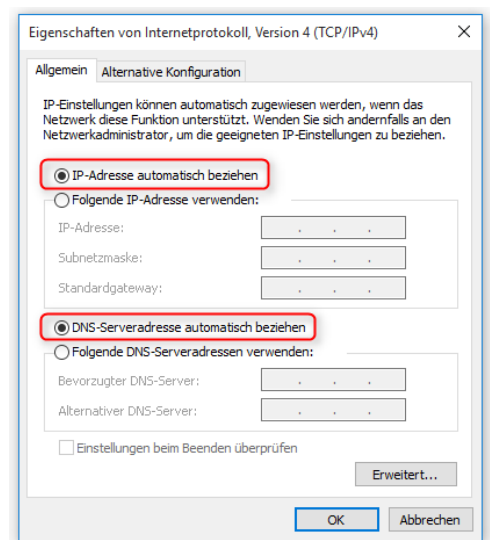 Eigenschaften von Internetprotokoll, Version 4 (TCP/IPv4)
Allgemein Alternative Konfiguration
IP-Einstellungen können automatisch zugewiesen werden, wenn das
Netzwerk diese Funktion unterstützt. Wenden Sie sich andernfalls an den
Netzwerkadministrator, um die geeigneten IP-Einstellungen zu beziehen.
IP-Adresse automatisch beziehen
Folgende IP-Adresse verwenden:
IP-Adresse:
Subnetzmaske:
Standardgateway:
DNS-Serveradresse automatisch beziehen
Folgende DNS-Serveradressen verwenden:
Bevorzugter DNS-Server:
Alternativer DNS-Server:
Einstellungen beim Beenden überprüfen
Erweitert...
OK Abbrechen